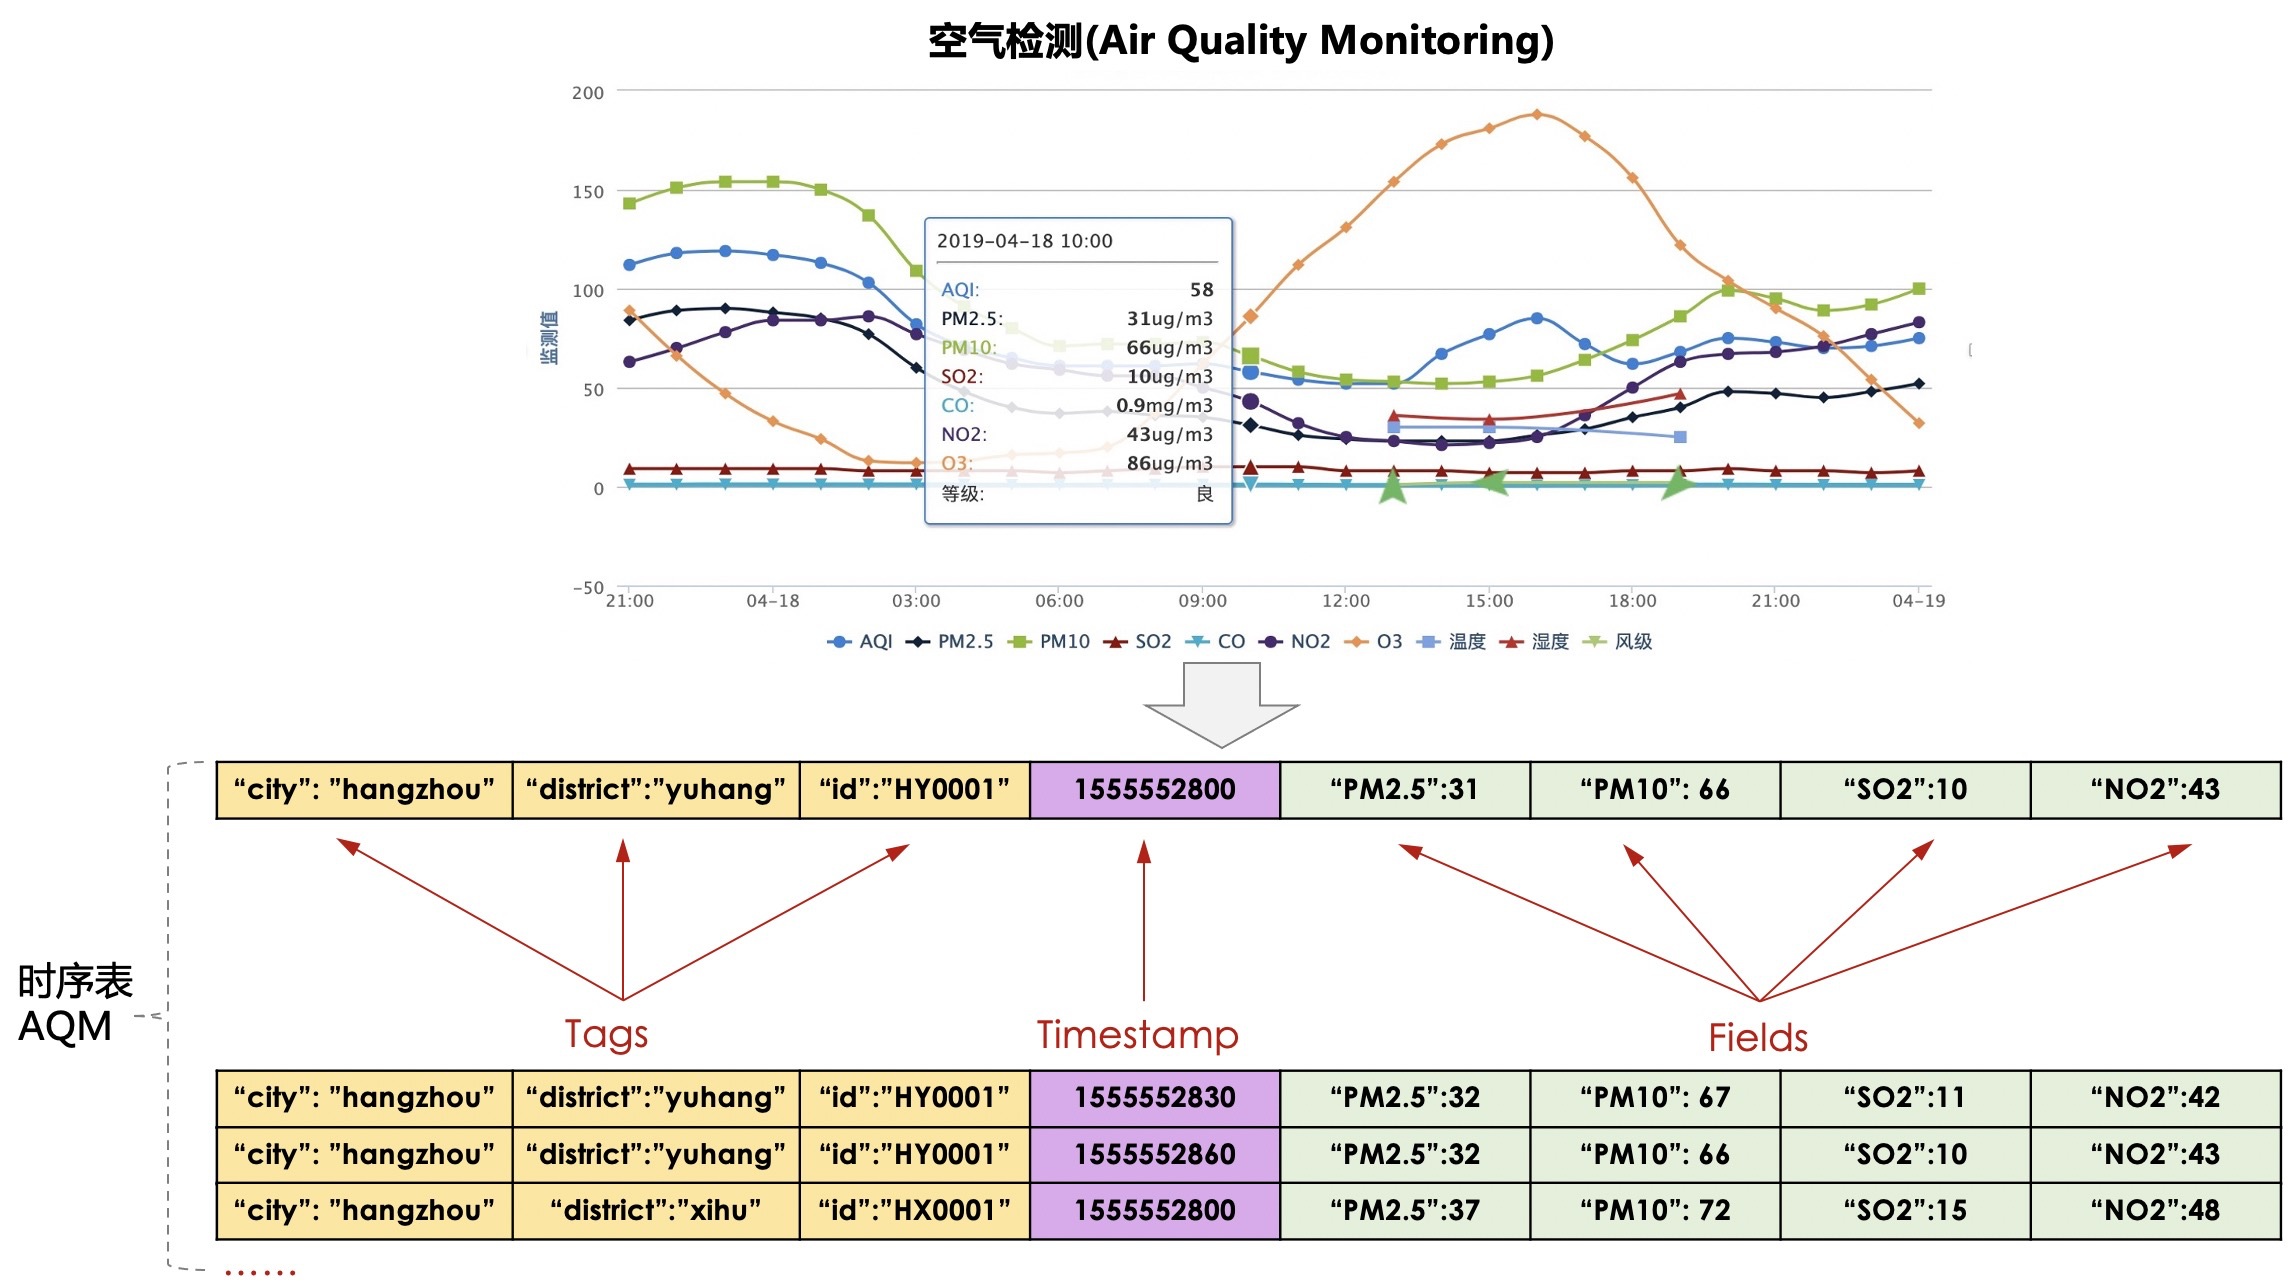 空气检测(Air Quality Monitoring)
200
150
100
50
0
-50
监测值
2019-04-18 10:00
AQI: 58
PM2.5: 31ug/m3
PM10: 66ug/m3
SO2: 10ug/m3
CO: 0.9mg/m3
NO2: 43ug/m3
O3: 86ug/m3
等级: 良
21:00 04-18 03:00 06:00 09:00 12:00 15:00 18:00 21:00 04-19
AQI PM2.5 PM10 SO2 CO NO2 O3 温度 湿度 风级
“city”: ”hangzhou” “district”:”yuhang” “id”:”HY0001” 1555552800 “PM2.5”:31 “PM10”: 66 “SO2”:10 “NO2”:43
时序表
AQM
Tags Timestamp Fields
“city”: ”hangzhou” “district”:”yuhang” “id”:”HY0001” 1555552830 “PM2.5”:32 “PM10”: 67 “SO2”:11 “NO2”:42
“city”: ”hangzhou” “district”:”yuhang” “id”:”HY0001” 1555552860 “PM2.5”:32 “PM10”: 66 “SO2”:10 “NO2”:43
“city”: ”hangzhou” “district”:”xihu” “id”:”HX0001” 1555552800 “PM2.5”:37 “PM10”: 72 “SO2”:15 “NO2”:48
......